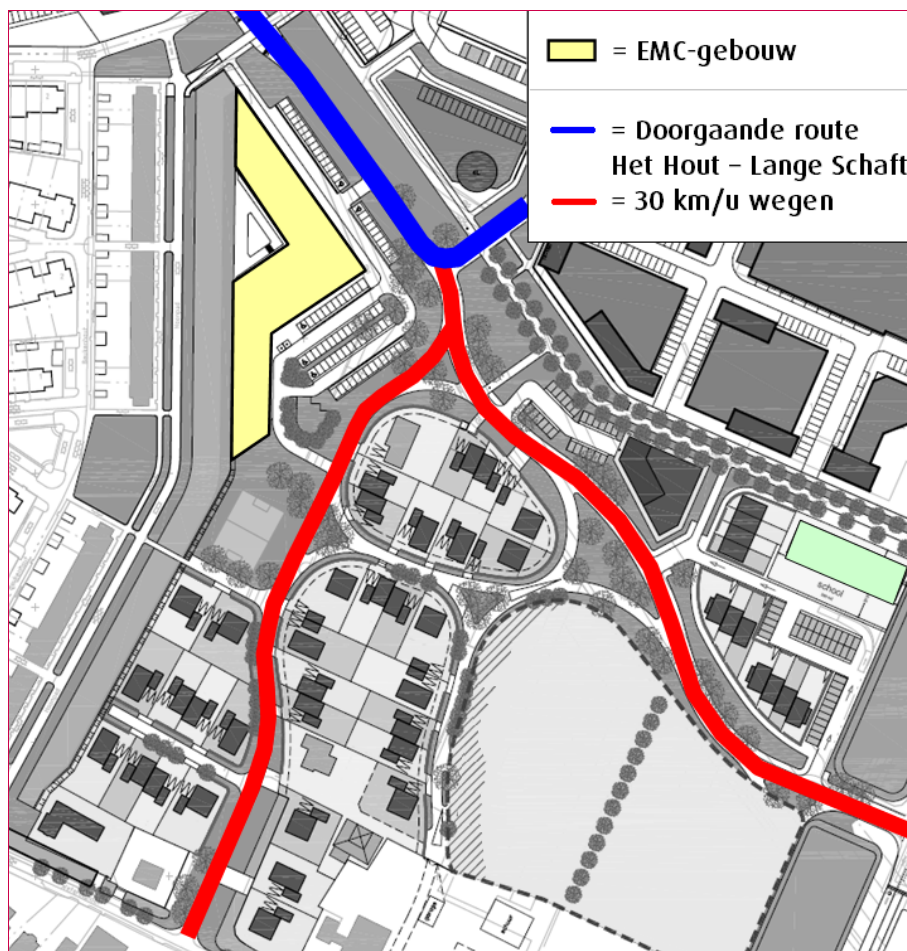 = EMC-gebouw
= Doorgaande route
Het Hout – Lange Schaft
= 30 km/u wegen
school